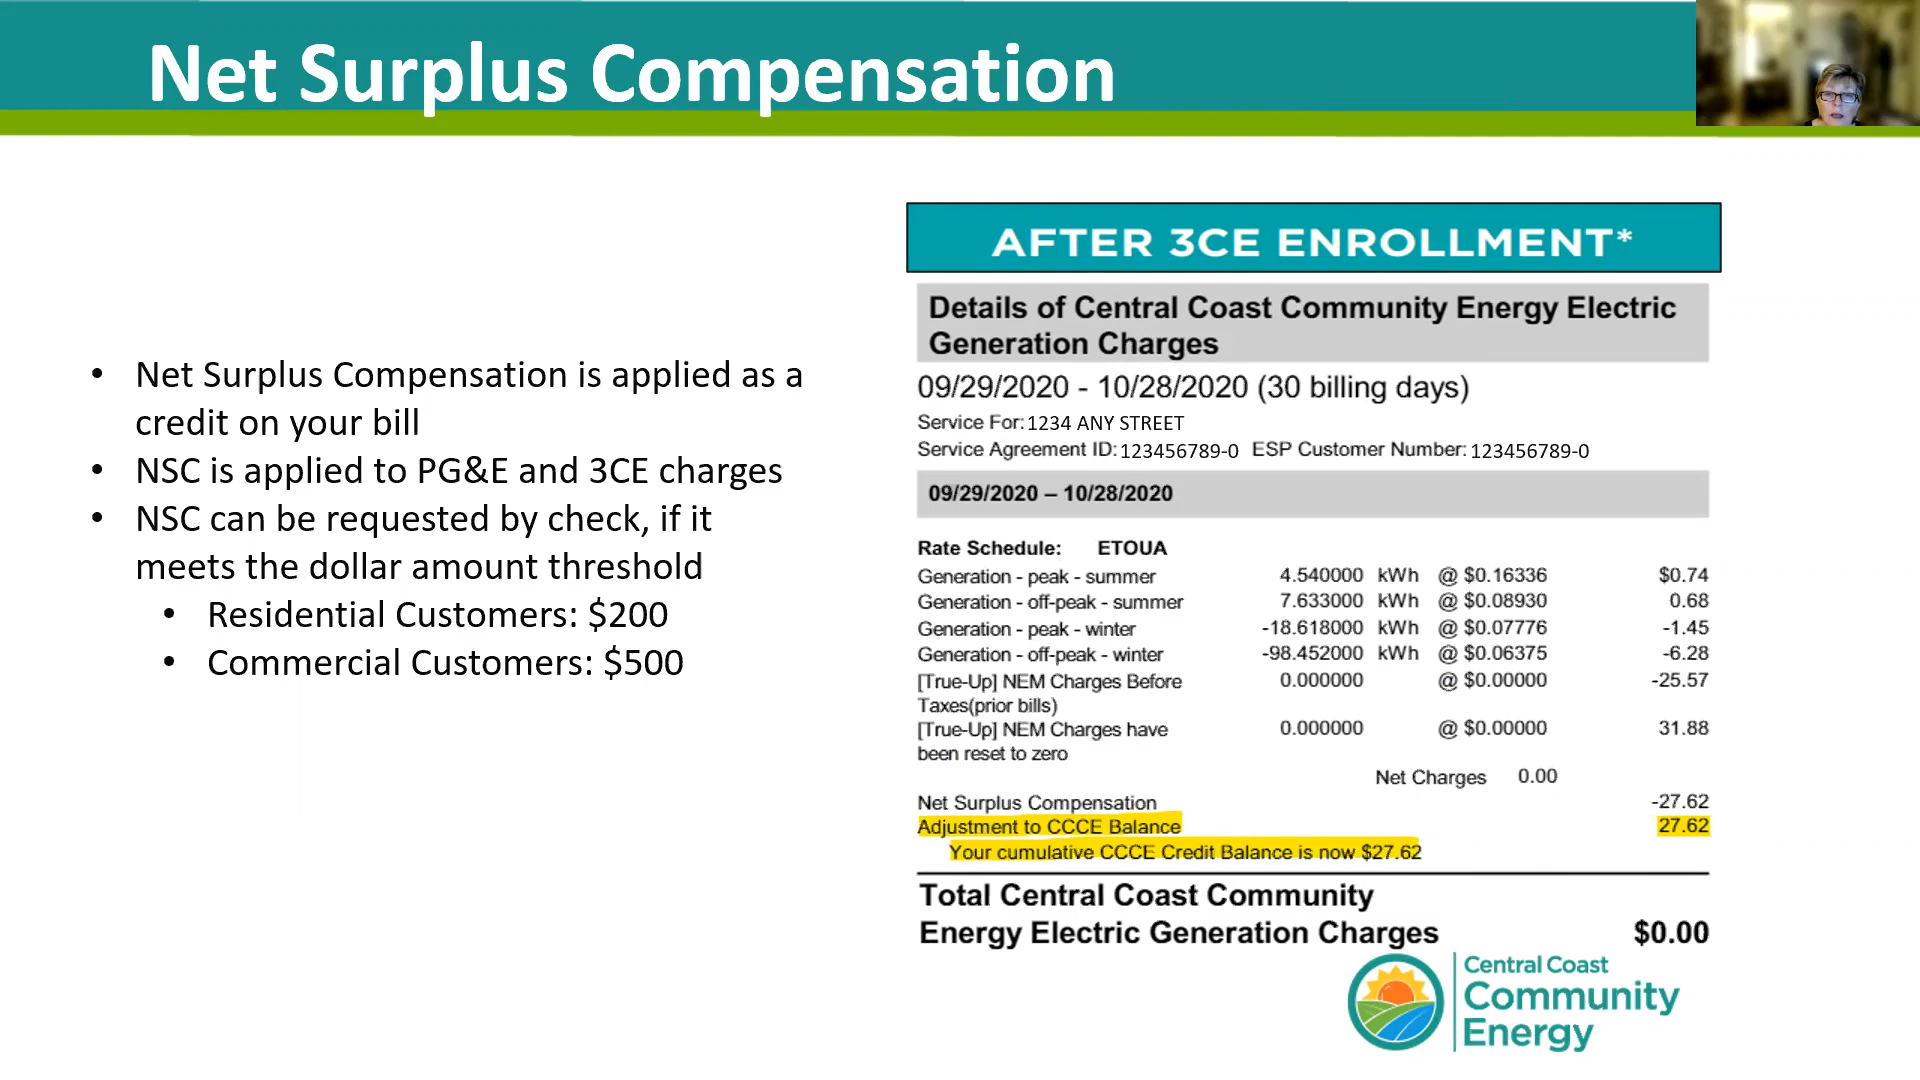 Net Surplus Compensation
• Net Surplus Compensation is applied as a
credit on your bill
• NSC is applied to PG&E and 3CE charges
• NSC can be requested by check, if it
meets the dollar amount threshold
• Residential Customers: $200
• Commercial Customers: $500
AFTER 3CE ENROLLMENT*
Details of Central Coast Community Energy Electric
Generation Charges
09/29/2020 - 10/28/2020 (30 billing days)
Service For: 1234 ANY STREET
Service Agreement ID: 123456789-0 ESP Customer Number: 123456789-0
09/29/2020 – 10/28/2020
Rate Schedule: ETOUA
Generation - peak - summer 4.540000 kWh @ $0.16336 $0.74
Generation - off-peak - summer 7.633000 kWh @ $0.08930 0.68
Generation - peak - winter -18.618000 kWh @ $0.07776 -1.45
Generation - off-peak - winter -98.452000 kWh @ $0.06375 -6.28
[True-Up] NEM Charges Before 0.000000 @ $0.00000 -25.57
Taxes(prior bills)
[True-Up] NEM Charges have 0.000000 @ $0.00000 31.88
been reset to zero
Net Charges 0.00
Net Surplus Compensation -27.62
Adjustment to CCCE Balance 27.62
Your cumulative CCCE Credit Balance is now $27.62
Total Central Coast Community
Energy Electric Generation Charges $0.00
Central Coast
Community
Energy